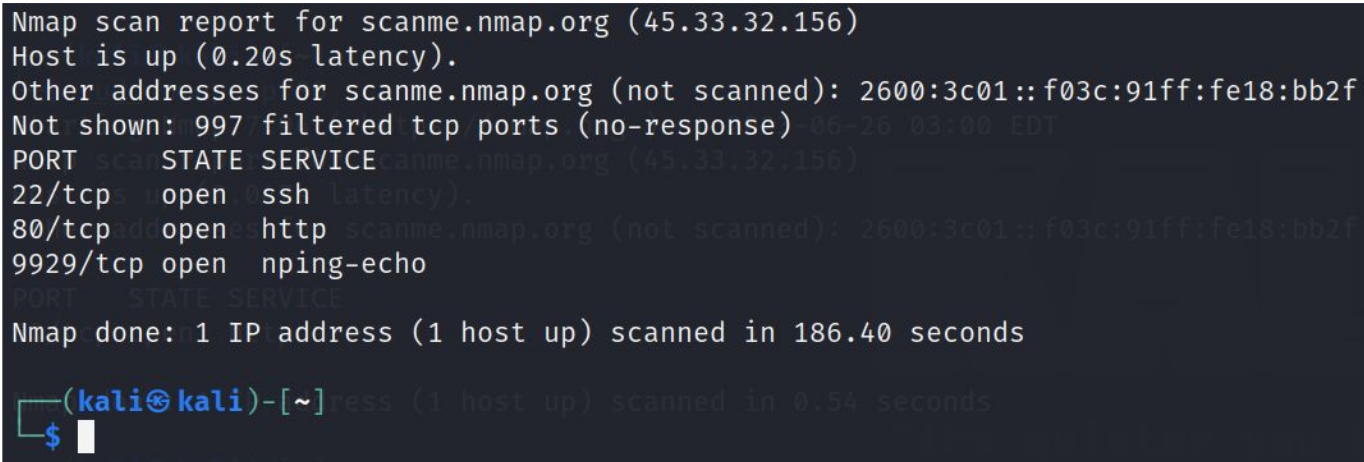 Nmap scan report for scanme.nmap.org (45.33.32.156)
Host is up (0.20s latency).
Other addresses for scanme.nmap.org (not scanned): 2600:3c01::f03c:91ff:fe18:bb2f
Not shown: 997 filtered tcp ports (no-response)
PORT     STATE SERVICE
22/tcp   open  ssh
80/tcp   open  http
9929/tcp open  nping-echo
Nmap done: 1 IP address (1 host up) scanned in 186.40 seconds
┌──(kali㉿kali)-[~]
└─$